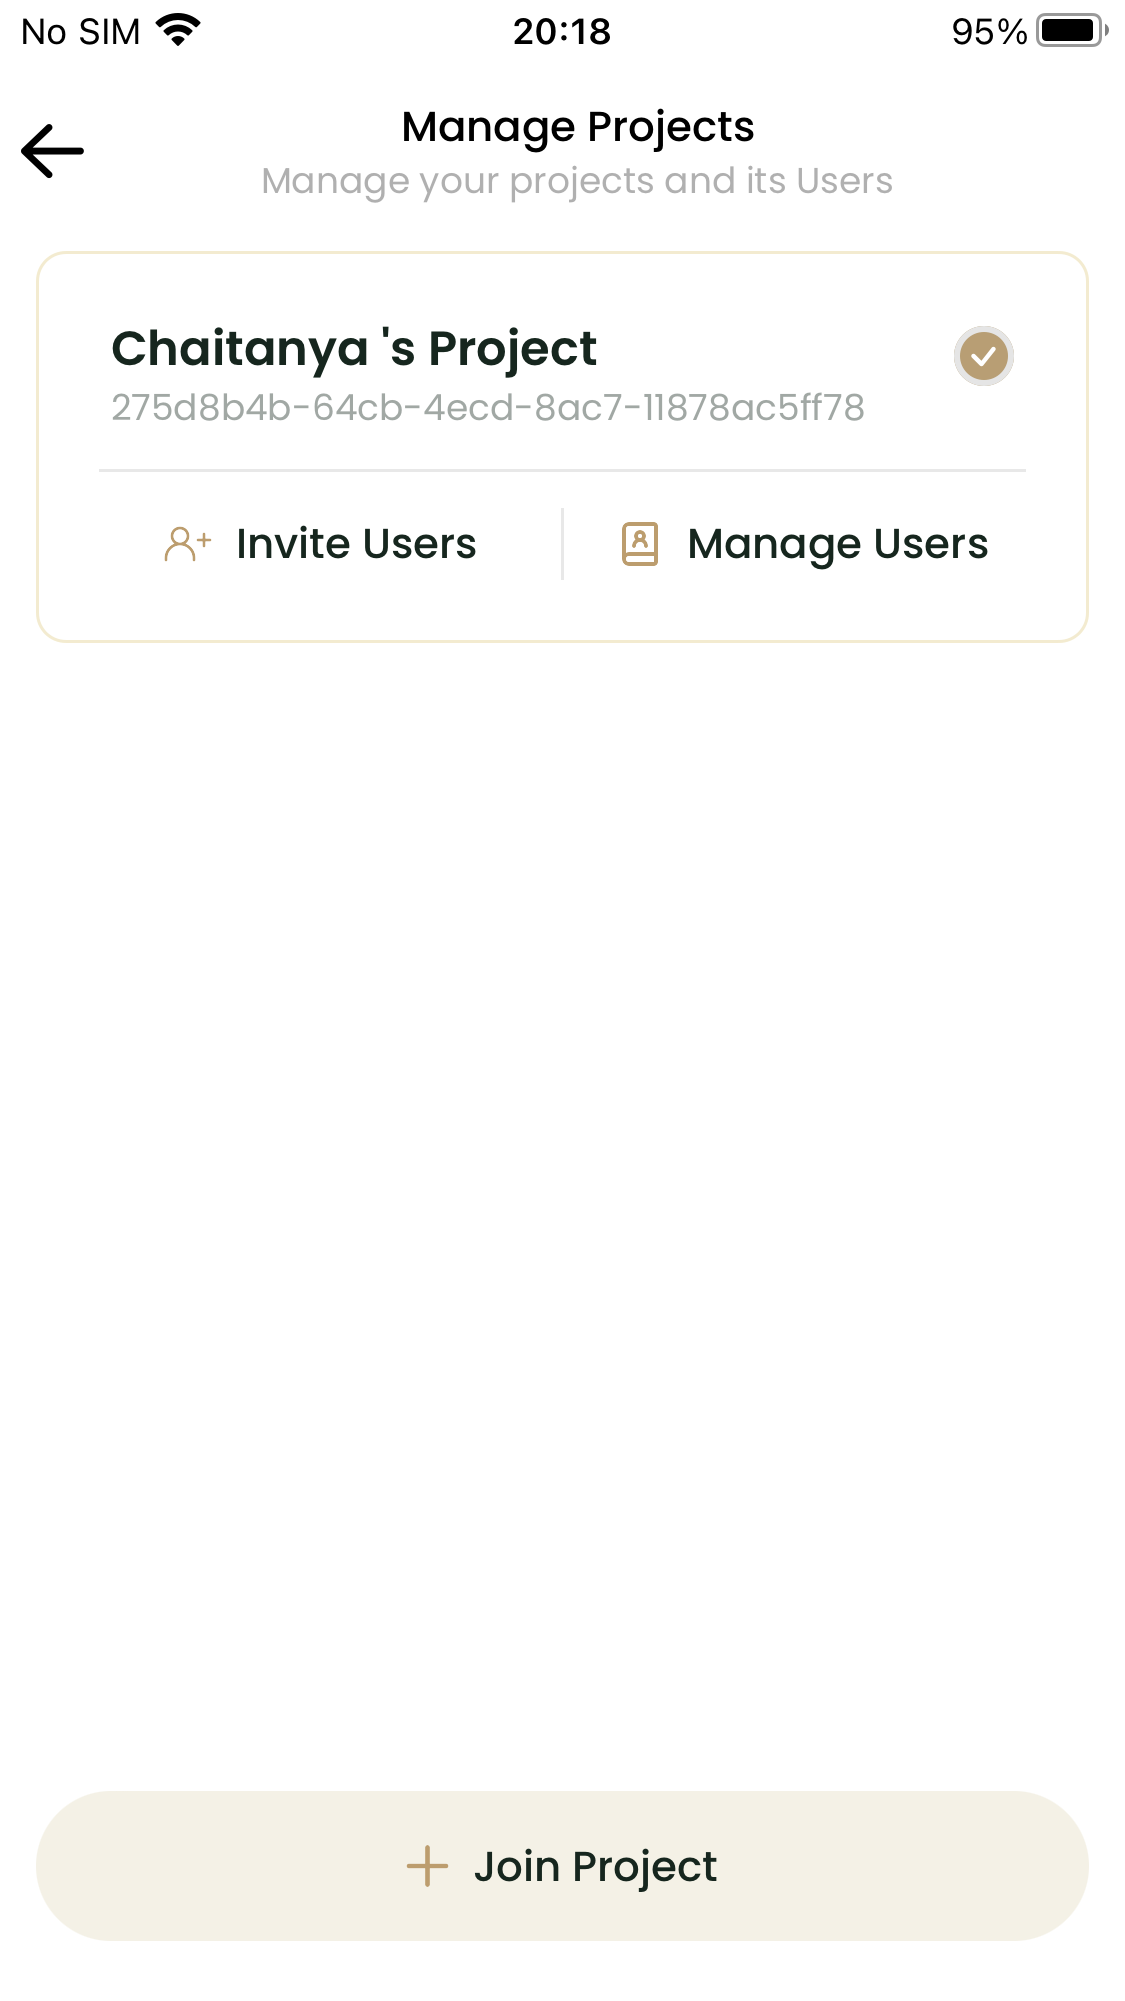 No SIM 20:18 95%
Manage Projects
Manage your projects and its Users
Chaitanya 's Project
275d8b4b-64cb-4ecd-8ac7-11878ac5ff78
Invite Users Manage Users
Join Project